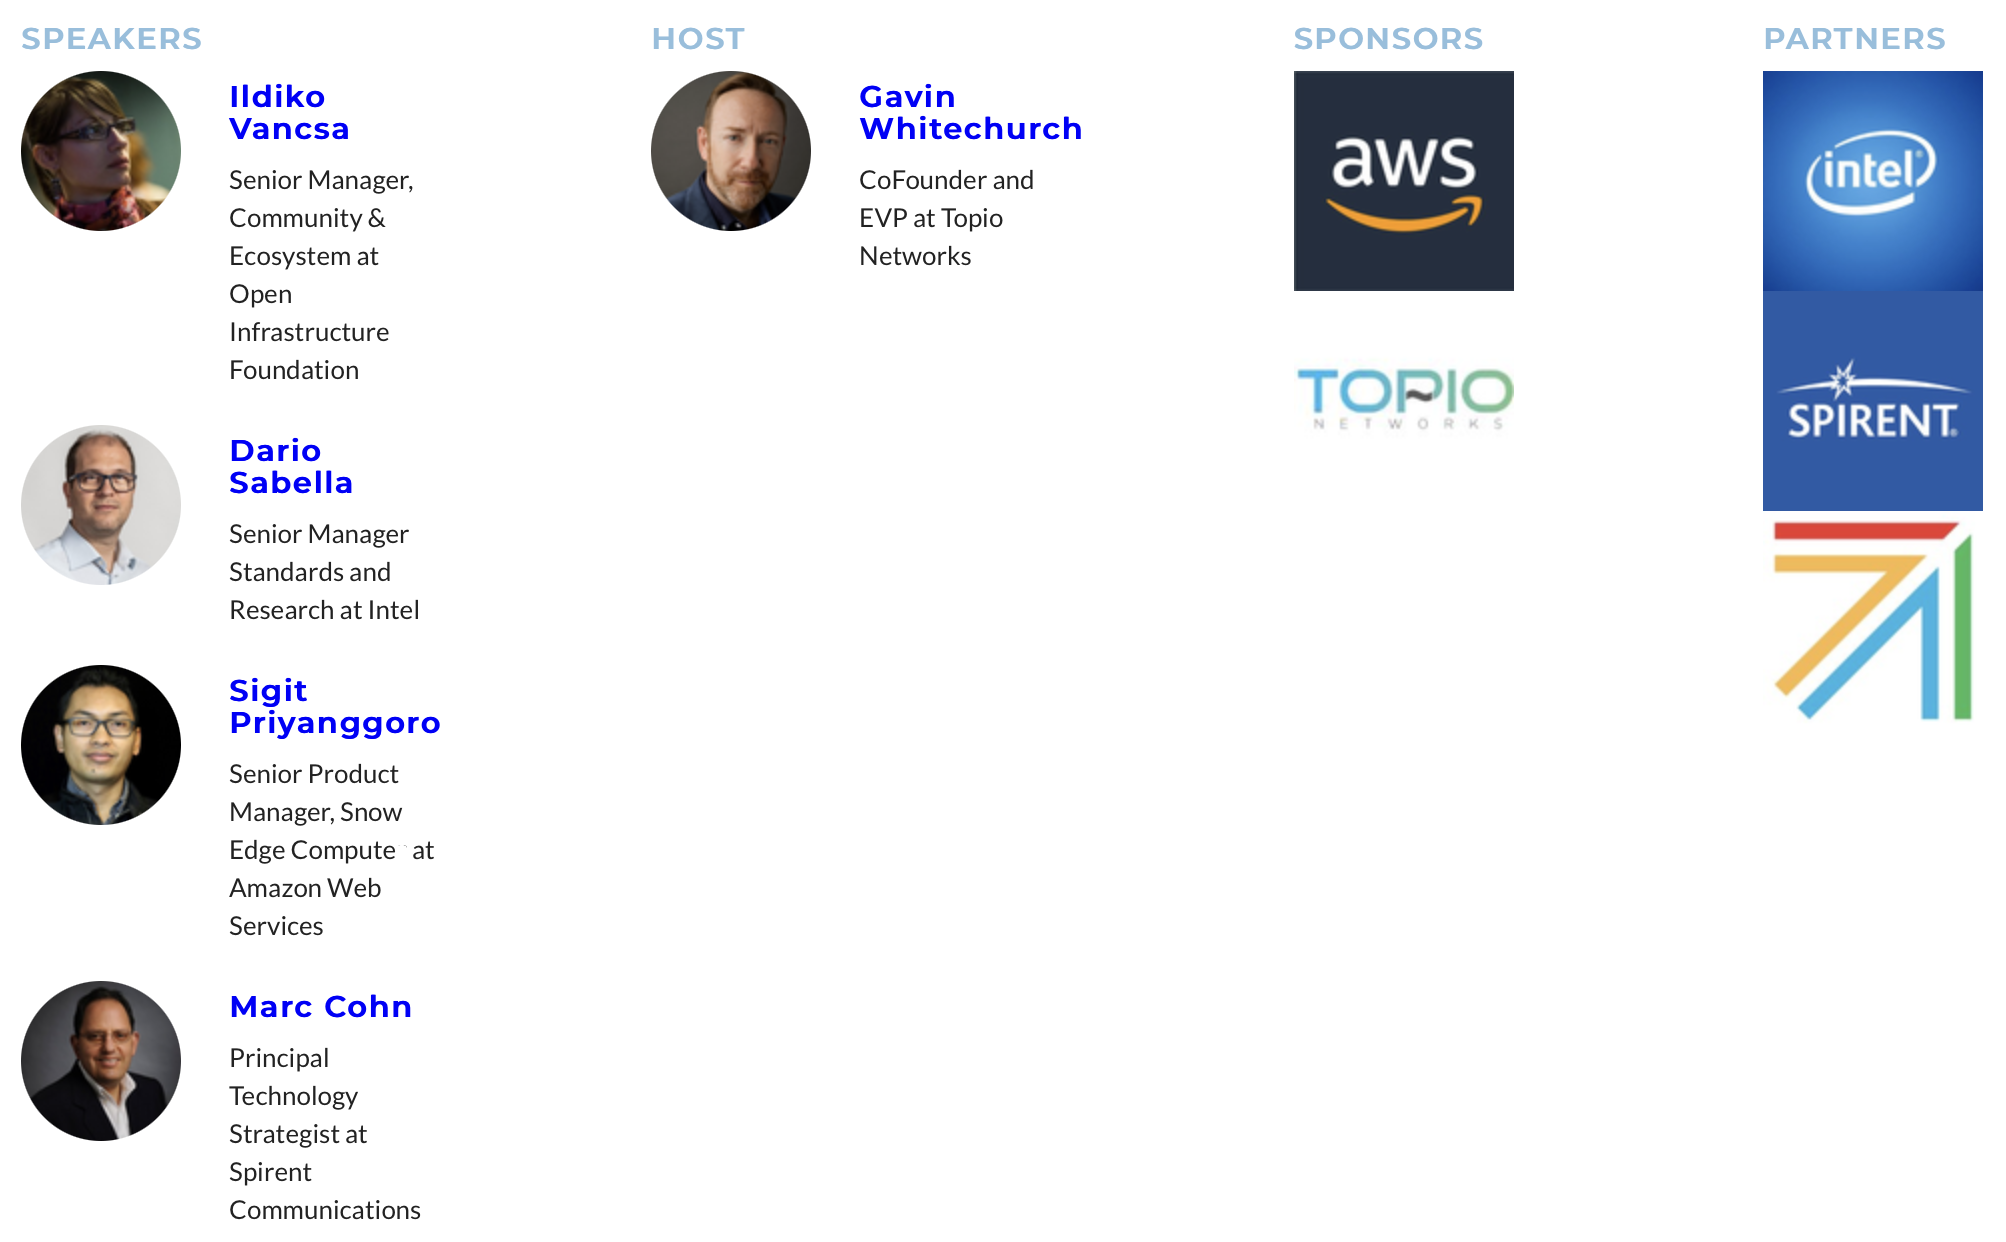 SPEAKERS
Ildiko
Vancsa
Senior Manager,
Community &
Ecosystem at
Open
Infrastructure
Foundation
Dario
Sabella
Senior Manager
Standards and
Research at Intel
Sigit
Priyanggoro
Senior Product
Manager, Snow
Edge Compute at
Amazon Web
Services
Marc Cohn
Principal
Technology
Strategist at
Spirent
Communications
HOST
Gavin
Whitechurch
CoFounder and
EVP at Topio
Networks
SPONSORS
aws
TOPIO
NETWORKS
PARTNERS
intel®
SPIRENT®